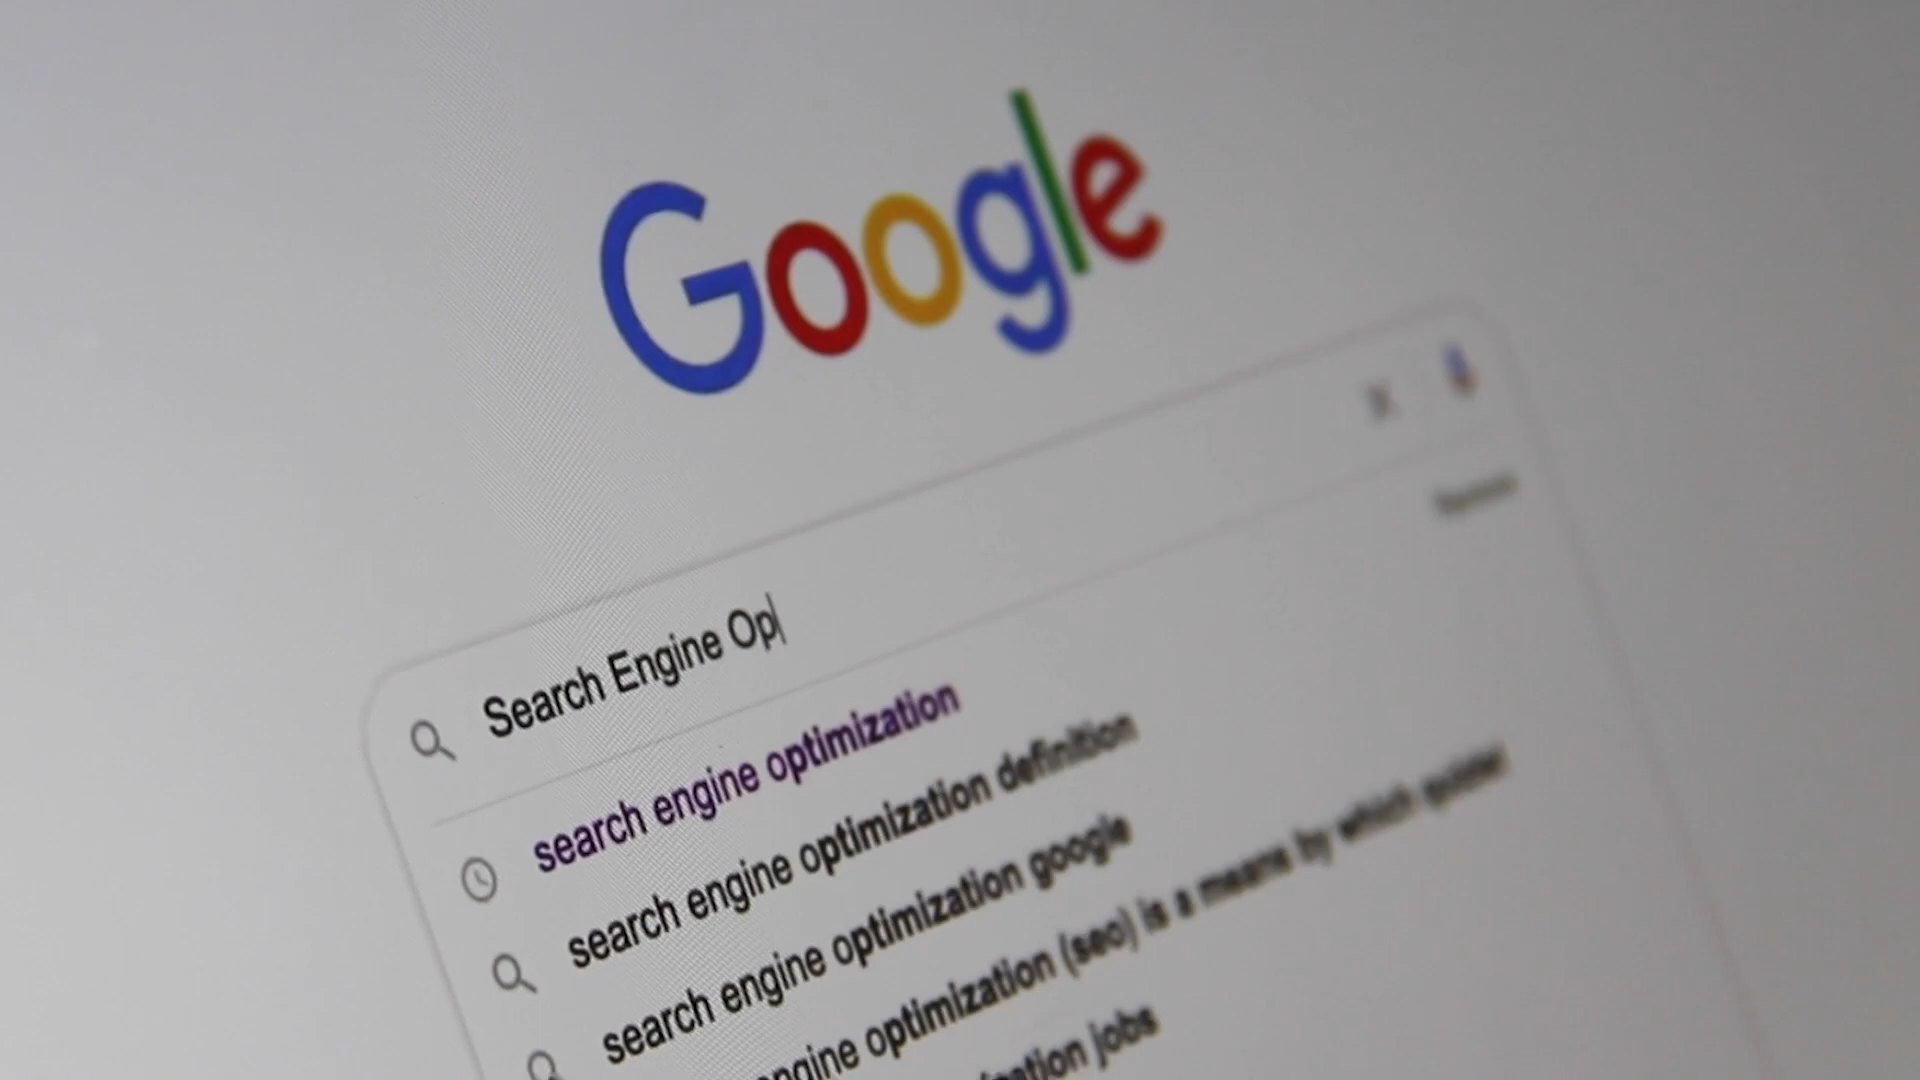 Google
Search Engine Op
search engine optimization
search engine optimization definition
search engine optimization google
engine optimization (seo) is a means by which
jobs